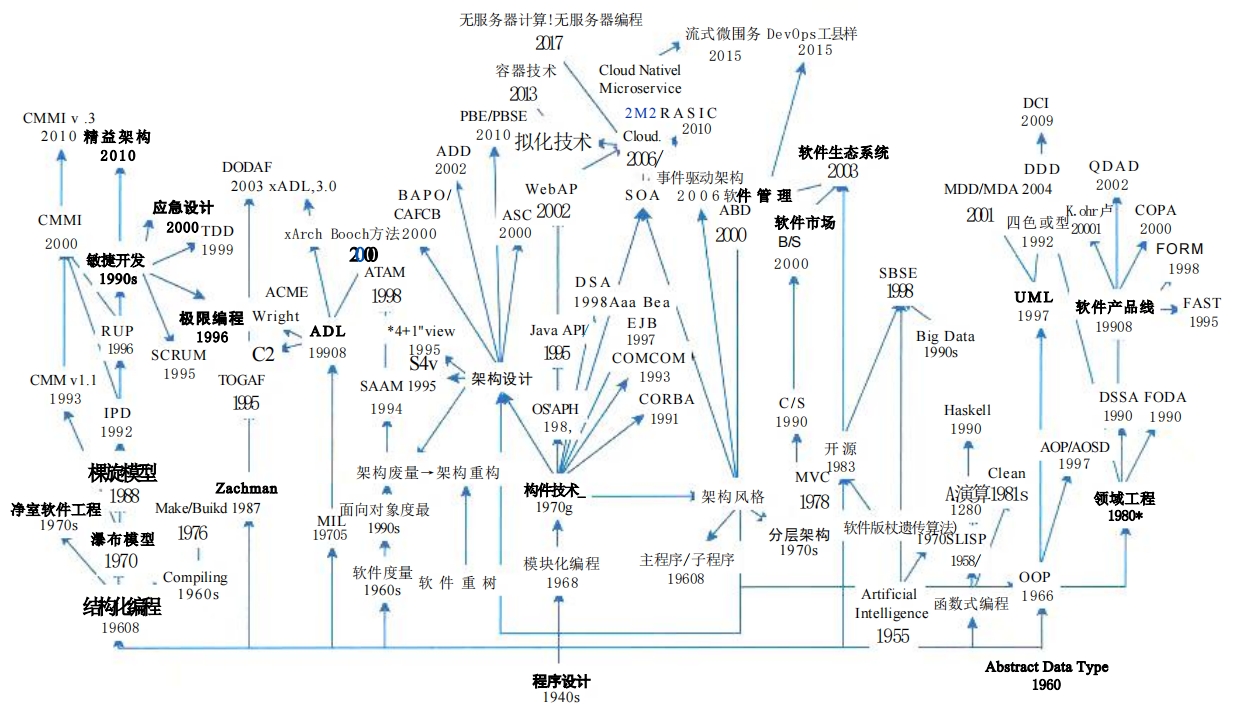 无服务器计算!无服务器编程
2017
流式微围务 DevOps工县样
2015
2015
容器技术
2013
Cloud Nativel
Microservice
CMMI v .3
2010
精益架构
2010
PBE/PBSE
2010
拟化技术
2M2 RASIC
2010
Cloud.
2006/
DCI
2009
DODAF
2003
xADL,3.0
ADD
2002
软件生态系统
2003
应急设计
2000
TDD
1999
CMMI
2000
敏捷开发
1990s
xArch
Booch方法
200
BAPO/
CAFCB
2000
ASC
2000
WebAP
2002
SOA
事件驱动架构
2006
软件管理
ABD
2000
软件市场
B/S
2000
MDD/MDA
2001
DDD
2004
四色或型
1992
QDAD
2002
K.ohr卢
20001
COPA
2000
FORM
1998
ATAM
1998
ACME
Wright
C2
ADL
19908
极限编程
1996
RUP
1996
SCRUM
1995
*4+1"view
1995
S4v
1995
DSA
1998
Aaa Bea
EJB
1997
Java API
1995
COMCOM
1993
CORBA
1991
SBSE
1998
Big Data
1990s
UML
1997
软件产品线
19908
FAST
1995
CMM v1.1
1993
IPD
1992
TOGAF
1995
SAAM
1994
架构设计
OS'APH
198,
C/S
1990
Haskell
1990
DSSA
1990
FODA
1990
棵旋模型
1988
Zachman
1987
架构废量→架构重构
开源
1983
AOP/AOSD
1997
净室软件工程
1970s
瀑布模型
1970
Make/Buikd
1976
MIL
19705
面向对象度最
1990s
构件技术_
1970g
架构风格
MVC
1978
分层架构
1970s
软件版杖遗传算法)
1970S
Clean
1981s
A演算
1280
LISP
1968/
领域工程
1980*
Compiling
1960s
软件度量
1960s
软件重树
模块化编程
1968
主程序/子程序
19608
OOP
1966
结构化编程
19608
Artificial
Intelligence
1955
函数式编程
程序设计
1940s
Abstract Data Type
1960